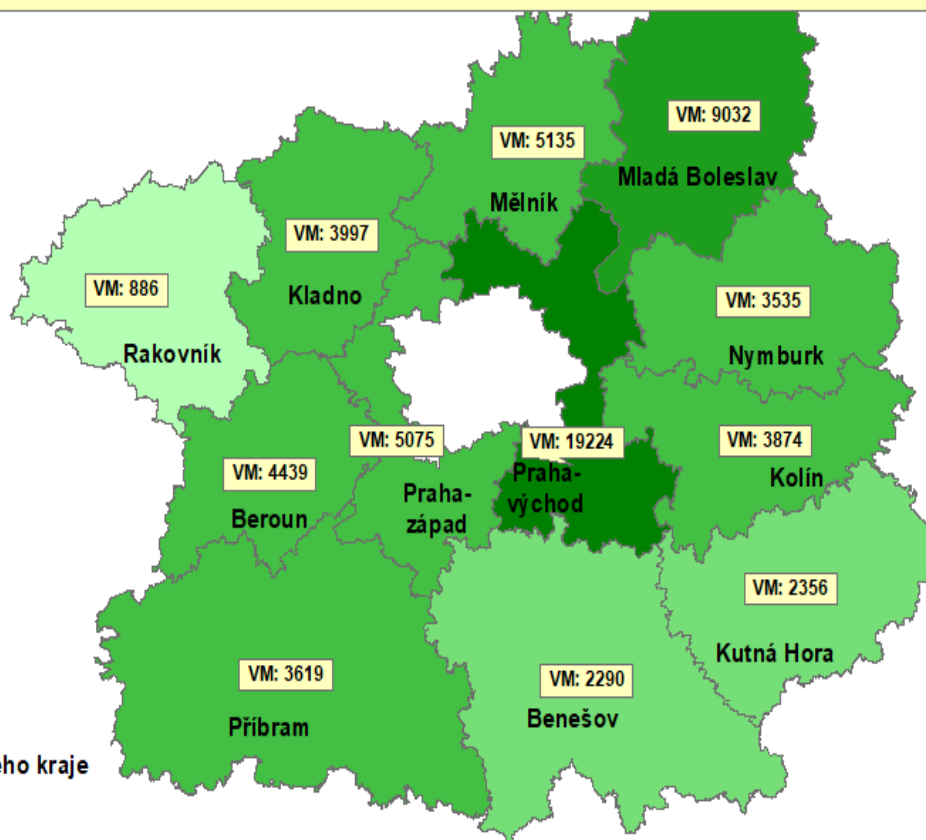 VM: 9032
Mladá Boleslav
VM: 5135
Mělník
VM: 3997
Kladno
VM: 886
Rakovník
VM: 3535
Nymburk
VM: 5075
Praha-
západ
VM: 19224
Praha-
východ
VM: 3874
Kolín
VM: 4439
Beroun
VM: 2356
Kutná Hora
VM: 3619
Příbram
VM: 2290
Benešov
ho kraje